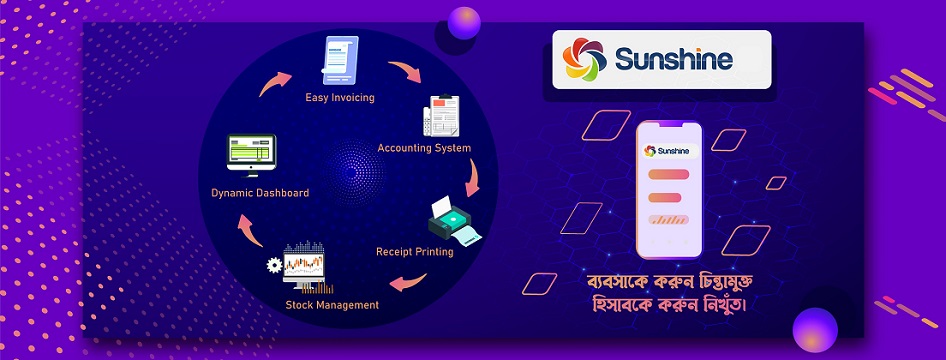 Easy Invoicing
Accounting System
Receipt Printing
Stock Management
Dynamic Dashboard
Sunshine
Sunshine
ব্যবসাকে করুন চিন্তামুক্ত
হিসাবকে করুন নিখুঁত।